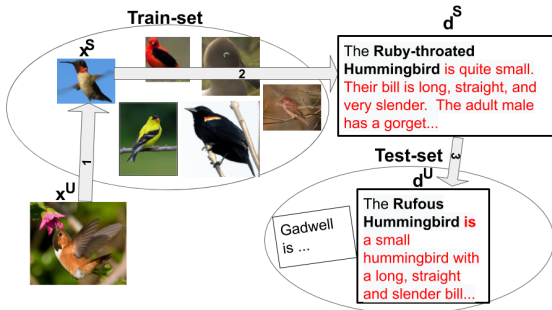 Train-set
d^S
x^S
2
The Ruby-throated
Hummingbird is quite small.
Their bill is long, straight, and
very slender. The adult male
has a gorget...
1
3
Test-set
x^U
d^U
Gadwell
is ...
The Rufous
Hummingbird is
a small
hummingbird with
a long, straight
and slender bill...